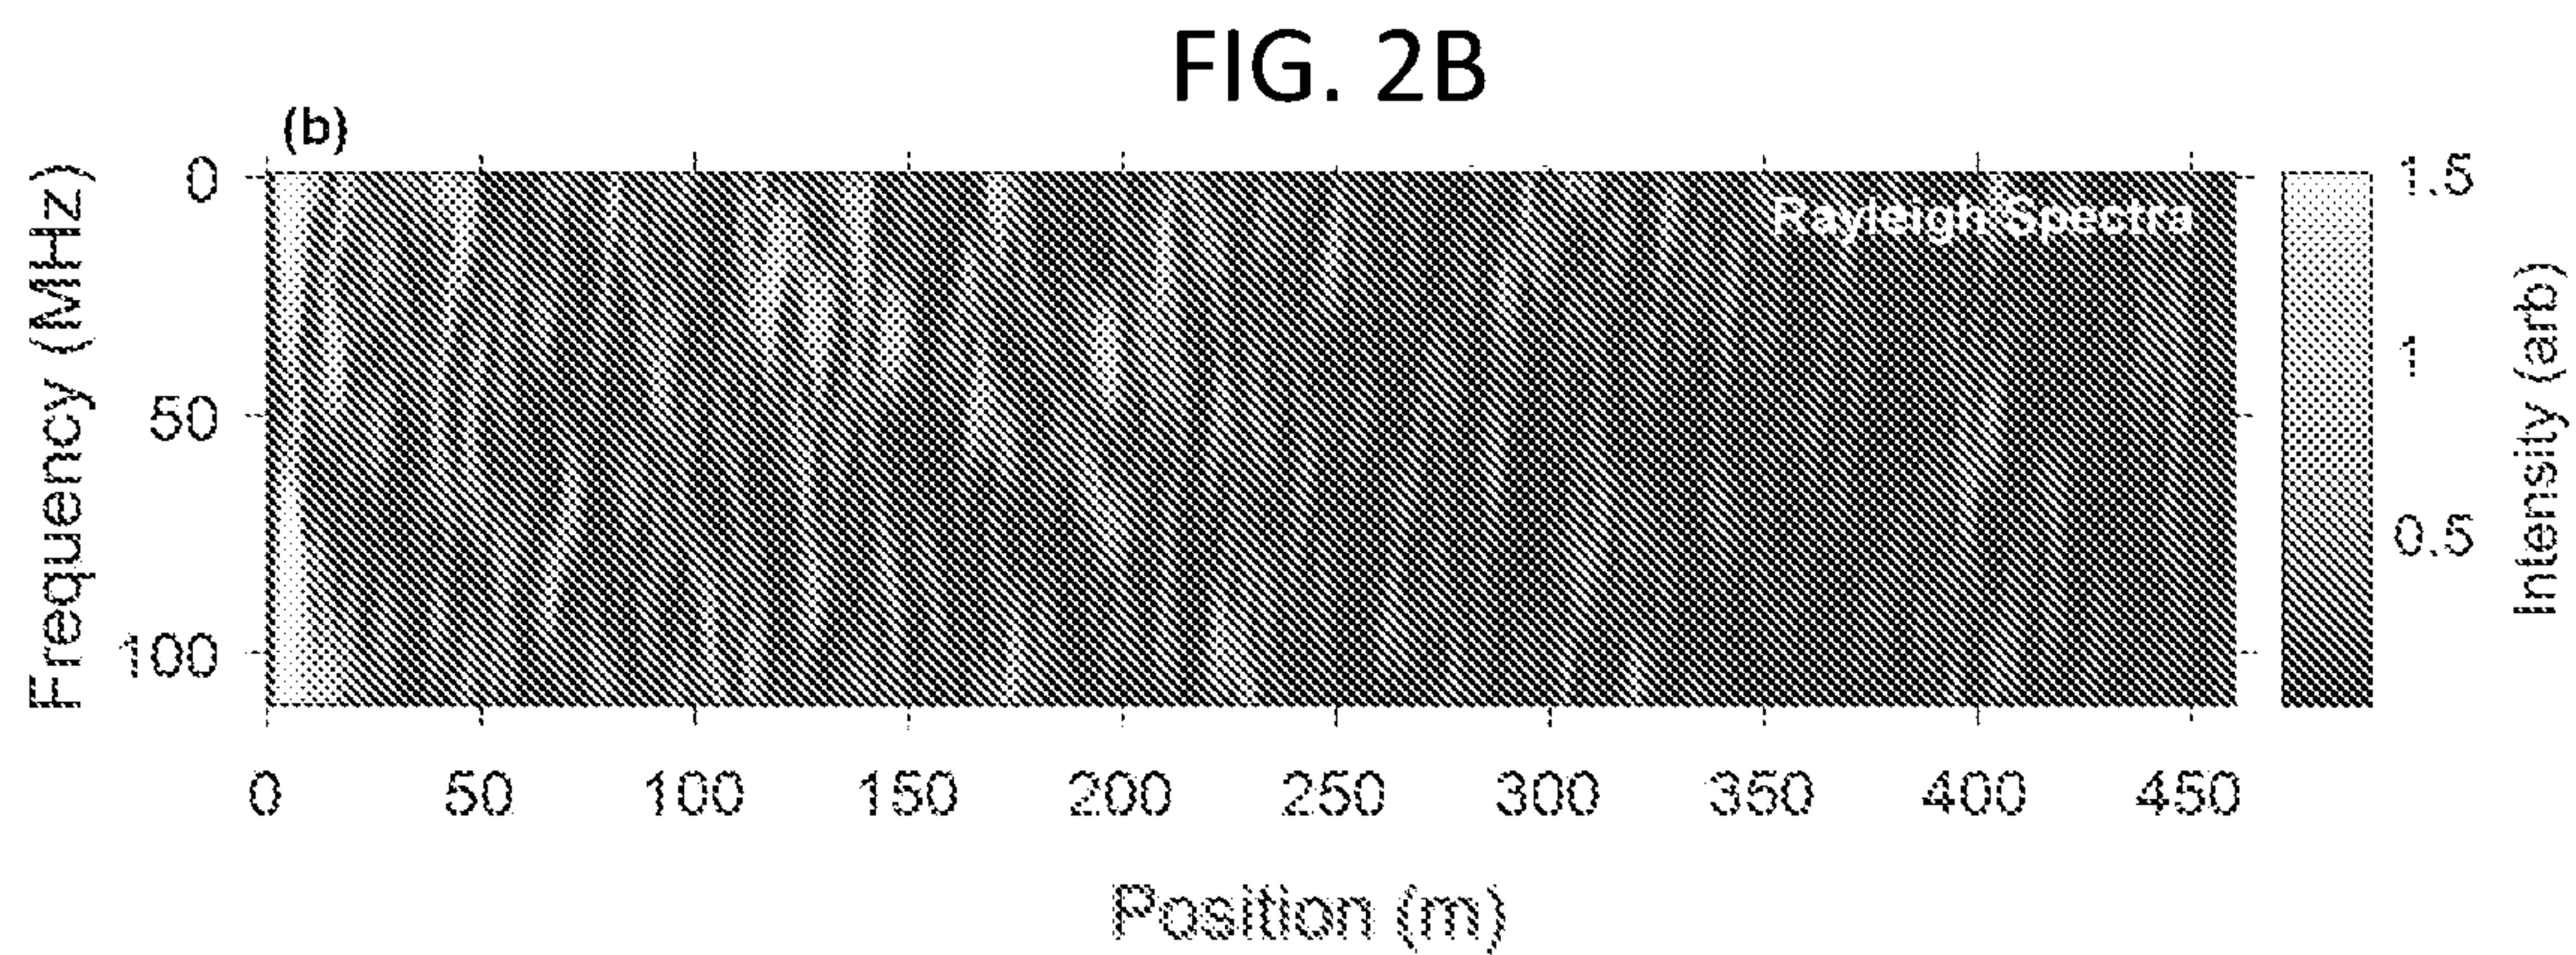 FIG. 2B
(b)
Rayleigh Spectra
Frequency (MHz)
0
50
100
0 50 100 150 200 250 300 350 400 450
Position (m)
1.5
1
0.5
Intensity (arb)